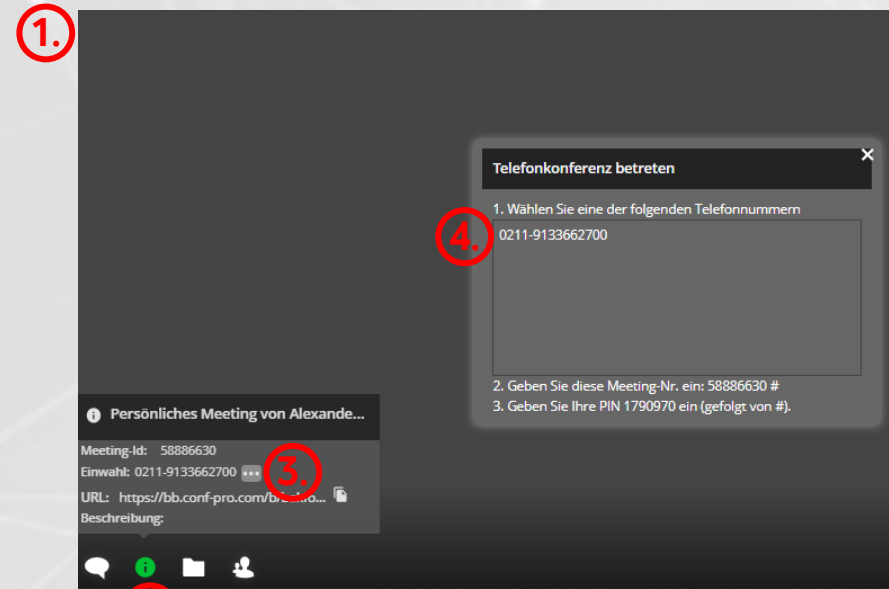 1.
Telefonkonferenz betreten
1. Wählen Sie eine der folgenden Telefonnummern
4.
0211-9133662700
2. Geben Sie diese Meeting-Nr. ein: 58886630 #
3. Geben Sie Ihre PIN 1790970 ein (gefolgt von #).
Persönliches Meeting von Alexande...
Meeting-Id: 58886630
Einwahl: 0211-9133662700
3.
URL: https://bb.conf-pro.com/
Beschreibung: